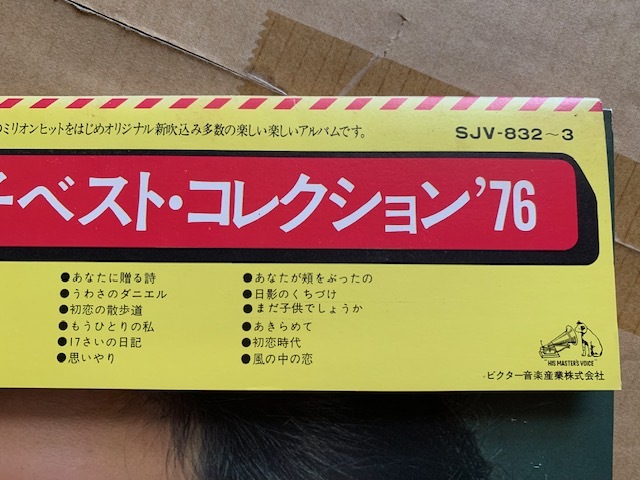 のミリオンヒットをはじめオリジナル新吹込み多数の楽しい楽しいアルバムです。
SJV-832~3
子ベスト・コレクション'76
●あなたに贈る詩
●うわさのダニエル
●初恋の散歩道
●もうひとりの私
●17さいの日記
●思いやり
●あなたが頬をぶったの
●日影のくちづけ
●まだ子供でしょうか
●あきらめて
●初恋時代
●風の中の恋
"HIS MASTER'S VOICE"
ビクター音楽産業株式会社